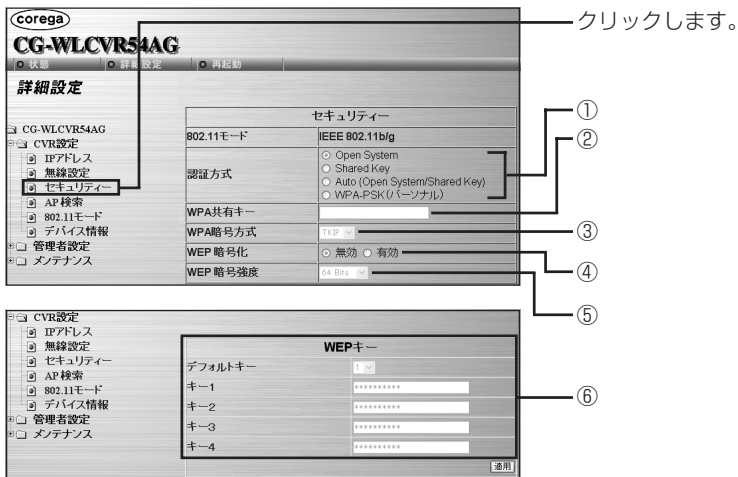 corega
CG-WLCVR54AG
状態 詳細設定 再起動
クリックします。
詳細設定
CG-WLCVR54AG
CVR設定
IPアドレス
無線設定
セキュリティー
AP検索
802.11モード
デバイス情報
管理者設定
メンテナンス
セキュリティー
802.11モード IEEE 802.11b/g
認証方式
Open System
Shared Key
Auto (Open System/Shared Key)
WPA-PSK(パーソナル)
①
WPA共有キー ②
WPA暗号方式 TKIP ③
WEP 暗号化 無効 有効 ④
WEP 暗号強度 64 Bits ⑤
CVR設定
IPアドレス
無線設定
セキュリティー
AP検索
802.11モード
デバイス情報
管理者設定
メンテナンス
WEPキー
デフォルトキー 1
キー1 **********
キー2 **********
キー3 **********
キー4 **********
⑥
適用